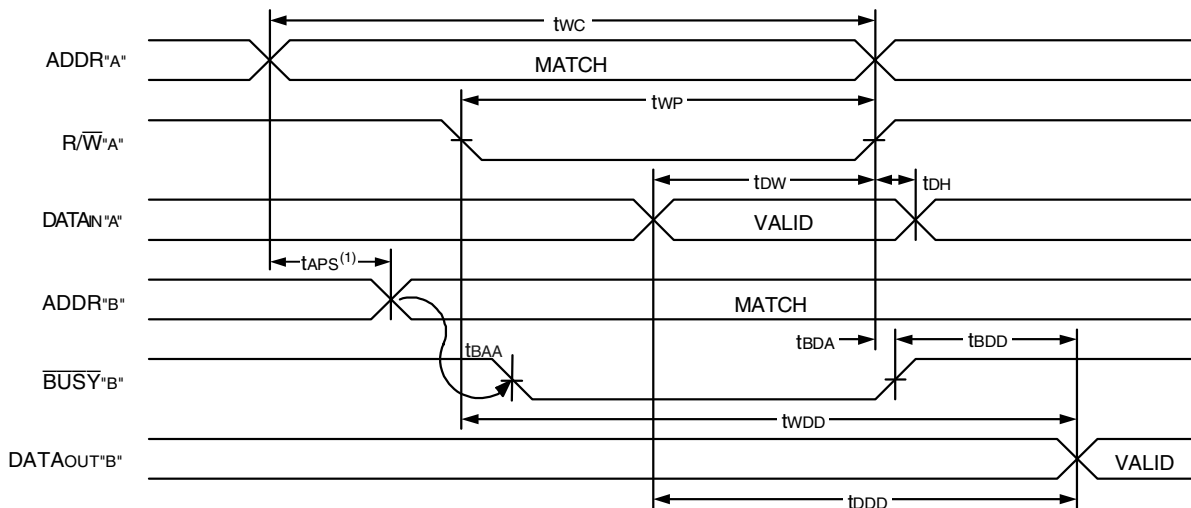 tWC
ADDR"A"
MATCH
tWP
R/W̅"A"
tDW
tDH
DATAIN"A"
VALID
tAPS(1)
ADDR"B"
MATCH
tBAA
tBDA
tBDD
B̅U̅S̅Y̅"B"
tWDD
DATAOUT"B"
VALID
tDDD